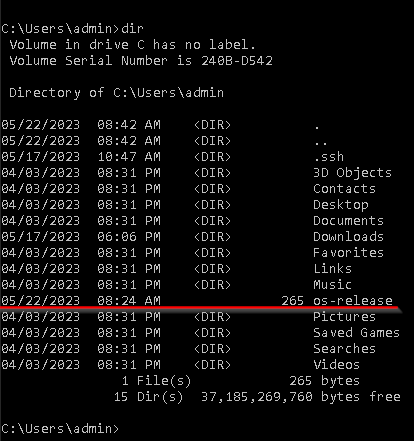 C:\Users\admin>dir
Volume in drive C has no label.
Volume Serial Number is 240B-D542
Directory of C:\Users\admin
05/22/2023 08:42 AM <DIR> .
05/22/2023 08:42 AM <DIR> ..
05/17/2023 10:47 AM <DIR> .ssh
04/03/2023 08:31 PM <DIR> 3D Objects
04/03/2023 08:31 PM <DIR> Contacts
04/03/2023 08:31 PM <DIR> Desktop
04/03/2023 08:31 PM <DIR> Documents
05/17/2023 06:06 PM <DIR> Downloads
04/03/2023 08:31 PM <DIR> Favorites
04/03/2023 08:31 PM <DIR> Links
04/03/2023 08:31 PM <DIR> Music
05/22/2023 08:24 AM 265 os-release
04/03/2023 08:31 PM <DIR> Pictures
04/03/2023 08:31 PM <DIR> Saved Games
04/03/2023 08:31 PM <DIR> Searches
04/03/2023 08:31 PM <DIR> Videos
1 File(s) 265 bytes
15 Dir(s) 37,185,269,760 bytes free
C:\Users\admin>